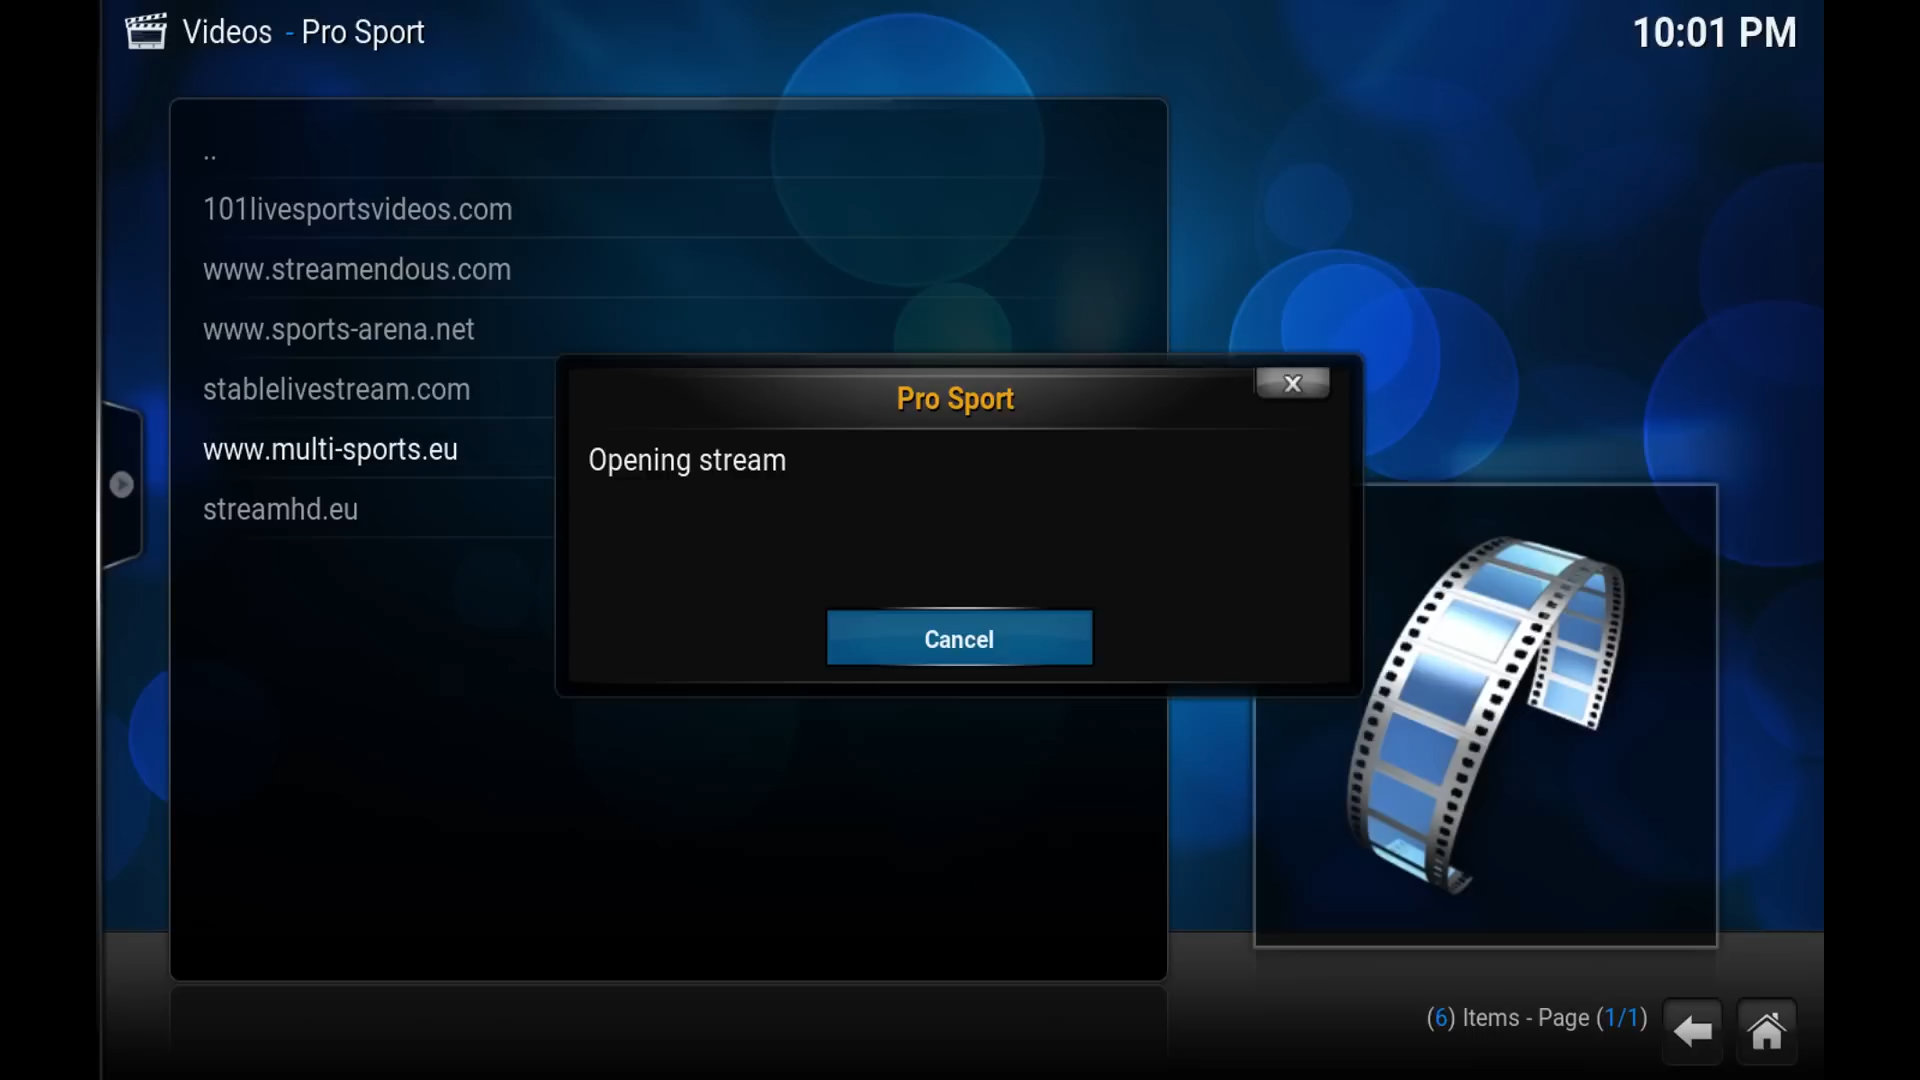 Videos - Pro Sport
10:01 PM
..
101livesportsvideos.com
www.streamendous.com
www.sports-arena.net
stablelivestream.com
www.multi-sports.eu
streamhd.eu
Pro Sport
x
Opening stream
Cancel
(6) Items - Page (1/1)